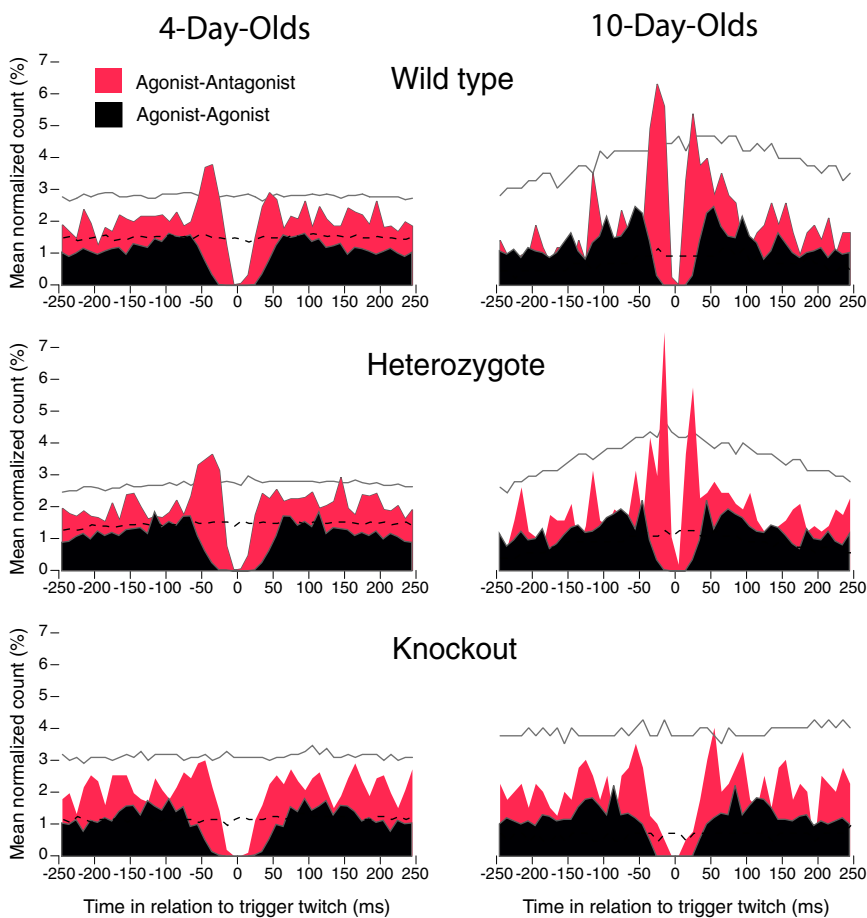 4-Day-Olds 10-Day-Olds
Wild type
Mean normalized count (%)
7
6
5
4
3
2
1
0
Agonist-Antagonist
Agonist-Agonist
-250 -200 -150 -100 -50 0 50 100 150 200 250
-250 -200 -150 -100 -50 0 50 100 150 200 250
Heterozygote
Mean normalized count (%)
7
6
5
4
3
2
1
0
-250 -200 -150 -100 -50 0 50 100 150 200 250
-250 -200 -150 -100 -50 0 50 100 150 200 250
Knockout
Mean normalized count (%)
7
6
5
4
3
2
1
0
-250 -200 -150 -100 -50 0 50 100 150 200 250
-250 -200 -150 -100 -50 0 50 100 150 200 250
Time in relation to trigger twitch (ms) Time in relation to trigger twitch (ms)